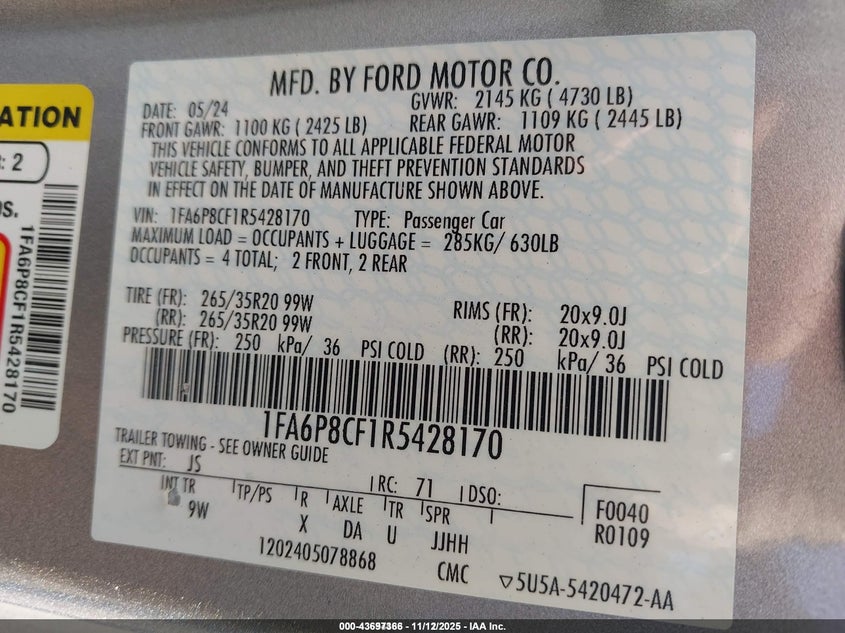 ATION
: 2
OS.
1FA6P8CF1R5428170
MFD. BY FORD MOTOR CO.
DATE: 05/24
GVWR: 2145 KG ( 4730 LB)
FRONT GAWR: 1100 KG ( 2425 LB)
REAR GAWR: 1109 KG ( 2445 LB)
THIS VEHICLE CONFORMS TO ALL APPLICABLE FEDERAL MOTOR
VEHICLE SAFETY, BUMPER, AND THEFT PREVENTION STANDARDS
IN EFFECT ON THE DATE OF MANUFACTURE SHOWN ABOVE.
VIN: 1FA6P8CF1R5428170 TYPE: Passenger Car
MAXIMUM LOAD = OCCUPANTS + LUGGAGE = 285KG/ 630LB
OCCUPANTS = 4 TOTAL; 2 FRONT, 2 REAR
TIRE (FR): 265/35R20 99W RIMS (FR): 20x9.0J
(RR): 265/35R20 99W (RR): 20x9.0J
PRESSURE (FR): 250 kPa/ 36 PSI COLD (RR): 250 kPa/ 36 PSI COLD
1FA6P8CF1R5428170
TRAILER TOWING - SEE OWNER GUIDE
EXT PNT: JS RC: 71 DSO:
INT TR TP/PS R AXLE TR SPR
9W X DA U JJHH
F0040
R0109
1202405078868
CMC ▽5U5A-5420472-AA
000-43697366 - 11/12/2025 - IAA Inc.